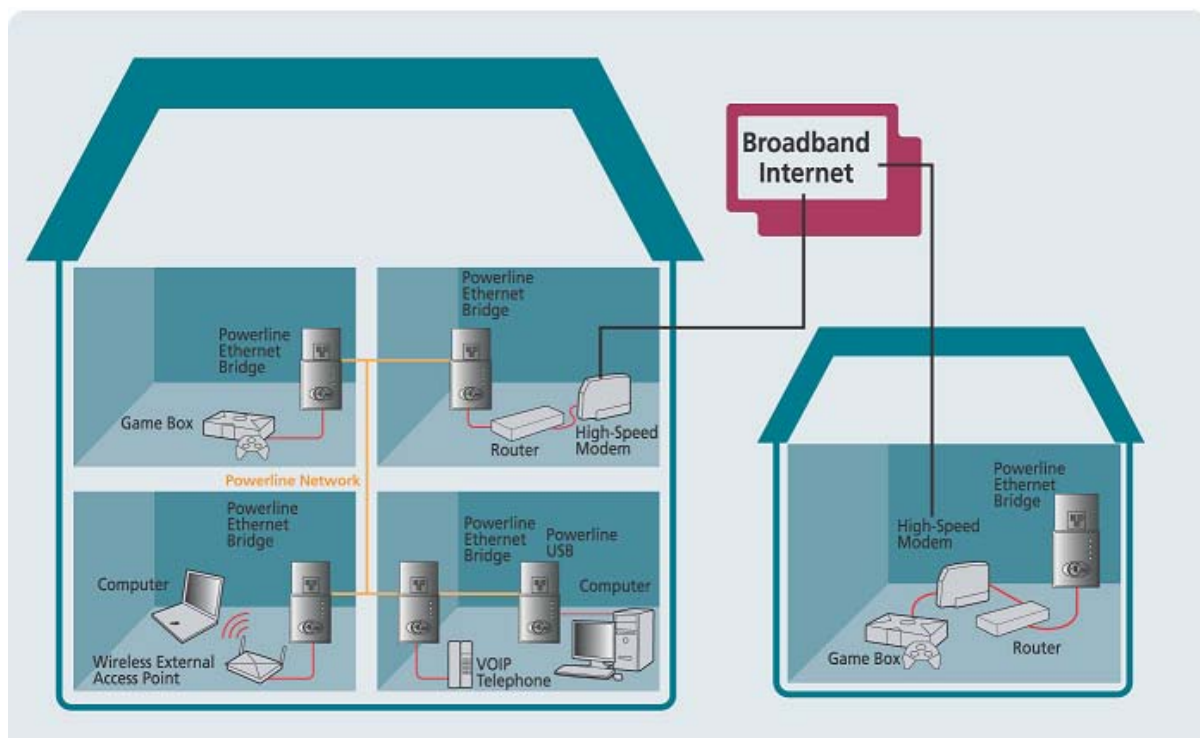 Broadband
Internet
Powerline
Ethernet
Bridge
Powerline
Ethernet
Bridge
Game Box
Router
High-Speed
Modem
Powerline Network
Powerline
Ethernet
Bridge
Computer
Wireless External
Access Point
Powerline
Ethernet
Bridge
Powerline
USB
Computer
VOIP
Telephone
Powerline
Ethernet
Bridge
High-Speed
Modem
Game Box
Router